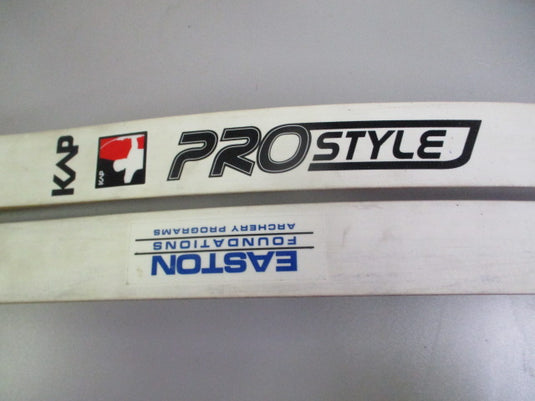 KAP
KAP
PROSTYLE
EASTON
FOUNDATIONS
ARCHERY PROGRAMS